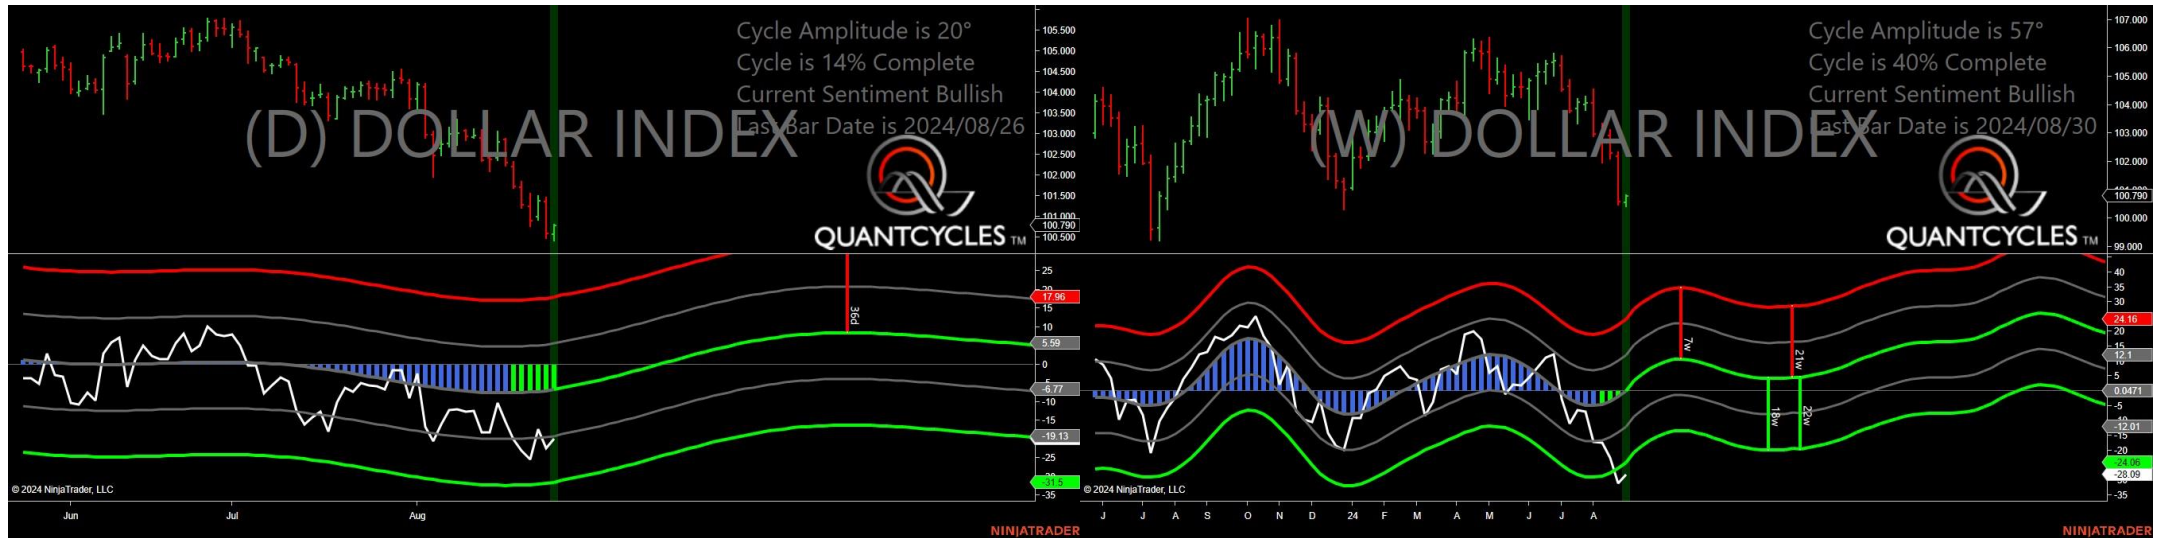 Cycle Amplitude is 20°
Cycle is 14% Complete
Current Sentiment Bullish
Last Bar Date is 2024/08/26
(D) DOLLAR INDEX
QUANTCYCLES TM
105.500
105.000
104.500
104.000
103.500
103.000
102.500
102.000
101.500
101.000
100.790
100.500
36d
25
17.96
15
10
5.59
0
-6.77
-10
-15
-19.13
-25
-31.5
-35
© 2024 NinjaTrader, LLC
Jun Jul Aug
NINJATRADER
Cycle Amplitude is 57°
Cycle is 40% Complete
Current Sentiment Bullish
Last Bar Date is 2024/08/30
(W) DOLLAR INDEX
QUANTCYCLES TM
107.000
106.000
105.000
104.000
103.000
102.000
100.790
100.000
99.000
7w
21w
18w
22w
40
35
30
24.16
20
15
12.1
5
0.0471
-5
-12.01
-15
-20
-24.06
-28.09
-35
© 2024 NinjaTrader, LLC
J J A S O N D 24 F M A M J J A
NINJATRADER